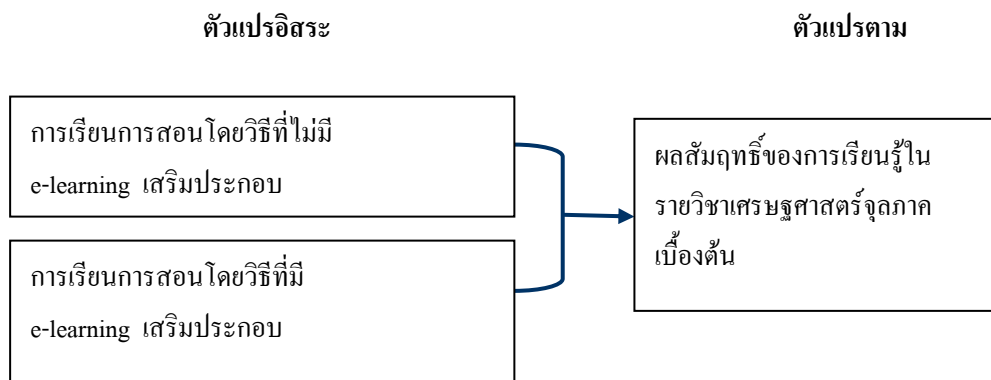 ตัวแปรอิสระ
ตัวแปรตาม
การเรียนการสอนโดยวิธีที่ไม่มี
e-learning เสริมประกอบ
ผลสัมฤทธิ์ของการเรียนรู้ใน
รายวิชาเศรษฐศาสตร์จุลภาค
เบื้องต้น
การเรียนการสอนโดยวิธีที่มี
e-learning เสริมประกอบ